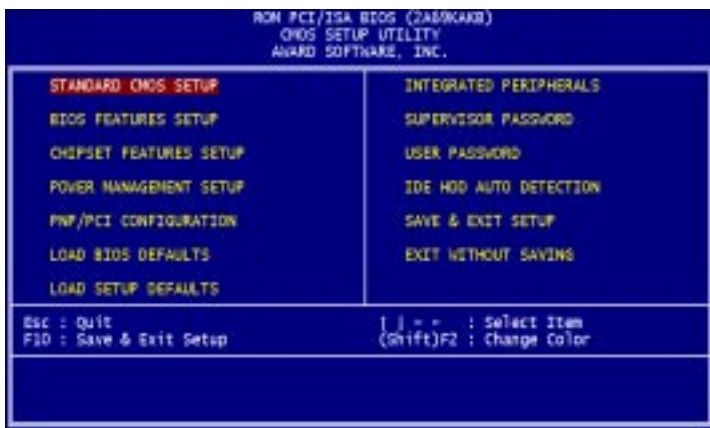 ROM PCI/ISA BIOS (2A69KAKB)
CMOS SETUP UTILITY
AWARD SOFTWARE, INC.
STANDARD CMOS SETUP
BIOS FEATURES SETUP
CHIPSET FEATURES SETUP
POWER MANAGEMENT SETUP
PNP/PCI CONFIGURATION
LOAD BIOS DEFAULTS
LOAD SETUP DEFAULTS
INTEGRATED PERIPHERALS
SUPERVISOR PASSWORD
USER PASSWORD
IDE HDD AUTO DETECTION
SAVE & EXIT SETUP
EXIT WITHOUT SAVING
Esc : Quit
F10 : Save & Exit Setup
: Select Item
(Shift)F2 : Change Color